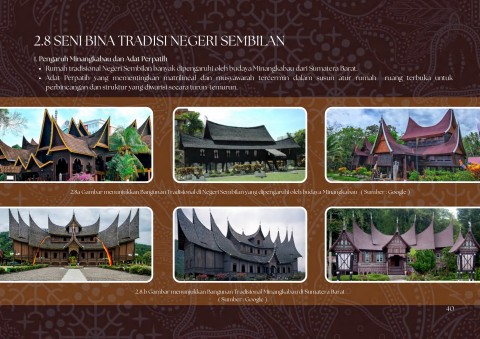 2.8 SENI BINA TRADISI NEGERI SEMBILAN
1. Pengaruh Minangkabau dan Adat Perpatih
• Rumah tradisional Negeri Sembilan banyak dipengaruhi oleh budaya Minangkabau dari Sumatera Barat.
• Adat Perpatih yang mementingkan matrilineal dan musyawarah tercermin dalam susun atur rumah - ruang terbuka untuk
perbincangan dan struktur yang diwarisi secara turun-temurun.
2.8.a Gambar menunjukkan Bangunan Tradisional di Negeri Sembilan yang dipengaruhi oleh budaya Minangkabau ( Sumber : Google )
2.8.b Gambar menunjukkan Bangunan Tradisional Minangkabau di Sumatera Barat
( Sumber : Google )
40